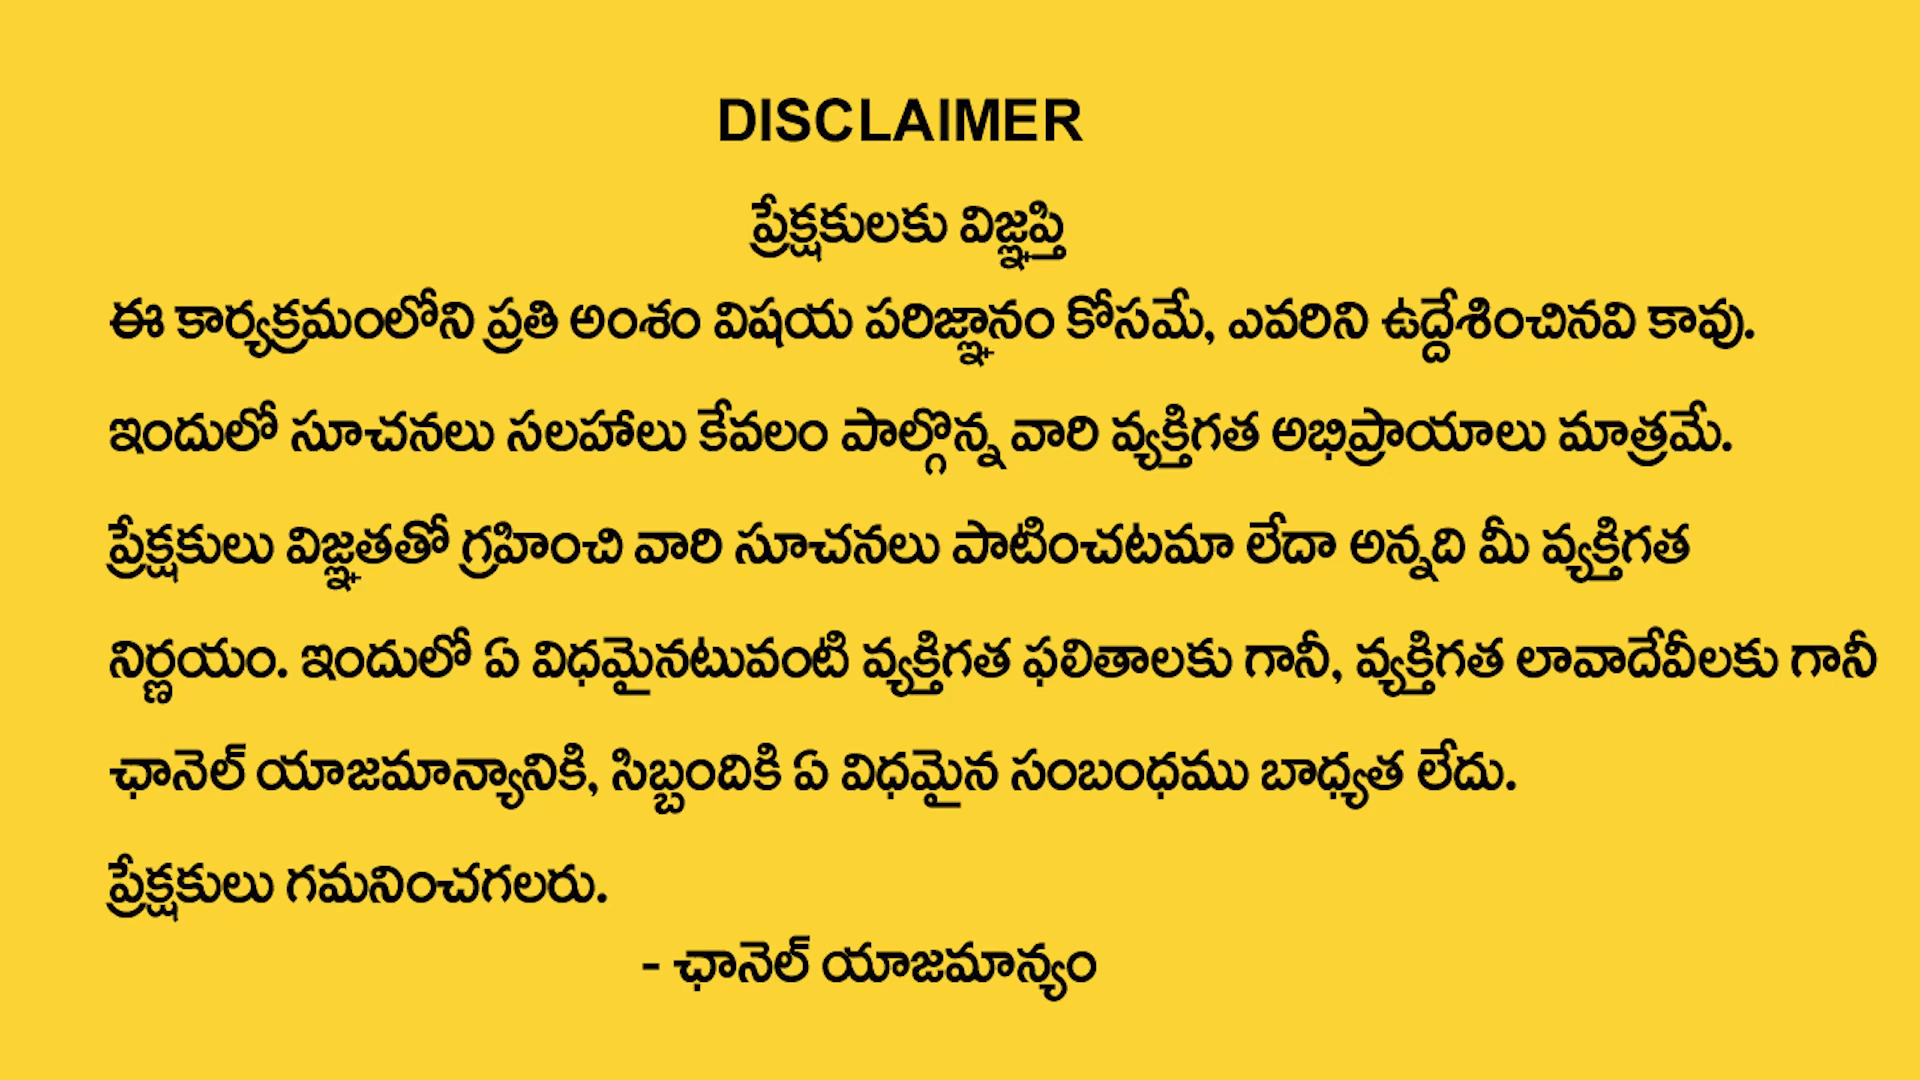 DISCLAIMER
ప్రేక్షకులకు విజ్ఞప్తి
ఈ కార్యక్రమంలోని ప్రతి అంశం విషయ పరిజ్ఞానం కోసమే, ఎవరిని ఉద్దేశించినవి కావు.
ఇందులో సూచనలు సలహాలు కేవలం పాల్గొన్న వారి వ్యక్తిగత అభిప్రాయాలు మాత్రమే.
ప్రేక్షకులు విజ్ఞతతో గ్రహించి వారి సూచనలు పాటించటమా లేదా అన్నది మీ వ్యక్తిగత
నిర్ణయం. ఇందులో ఏ విధమైనటువంటి వ్యక్తిగత ఫలితాలకు గానీ, వ్యక్తిగత లావాదేవీలకు గానీ
ఛానెల్ యాజమాన్యానికి, సిబ్బందికి ఏ విధమైన సంబంధము బాధ్యత లేదు.
ప్రేక్షకులు గమనించగలరు.
- ఛానెల్ యాజమాన్యం